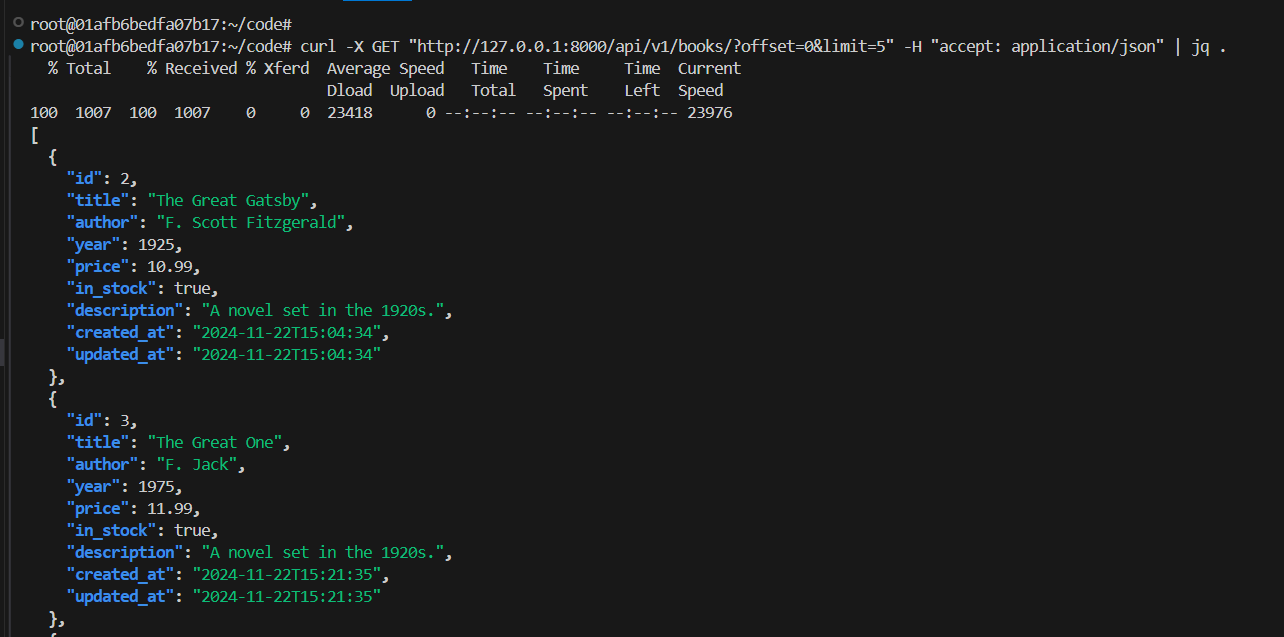 root@01afb6bedfa07b17:~/code#
root@01afb6bedfa07b17:~/code# curl -X GET "http://127.0.0.1:8000/api/v1/books/?offset=0&limit=5" -H "accept: application/json" | jq .
  % Total    % Received % Xferd  Average Speed   Time    Time     Time  Current
                                 Dload  Upload   Total   Spent    Left  Speed
100  1007  100  1007    0     0  23418      0 --:--:-- --:--:-- --:--:-- 23976
[
  {
    "id": 2,
    "title": "The Great Gatsby",
    "author": "F. Scott Fitzgerald",
    "year": 1925,
    "price": 10.99,
    "in_stock": true,
    "description": "A novel set in the 1920s.",
    "created_at": "2024-11-22T15:04:34",
    "updated_at": "2024-11-22T15:04:34"
  },
  {
    "id": 3,
    "title": "The Great One",
    "author": "F. Jack",
    "year": 1975,
    "price": 11.99,
    "in_stock": true,
    "description": "A novel set in the 1920s.",
    "created_at": "2024-11-22T15:21:35",
    "updated_at": "2024-11-22T15:21:35"
  },